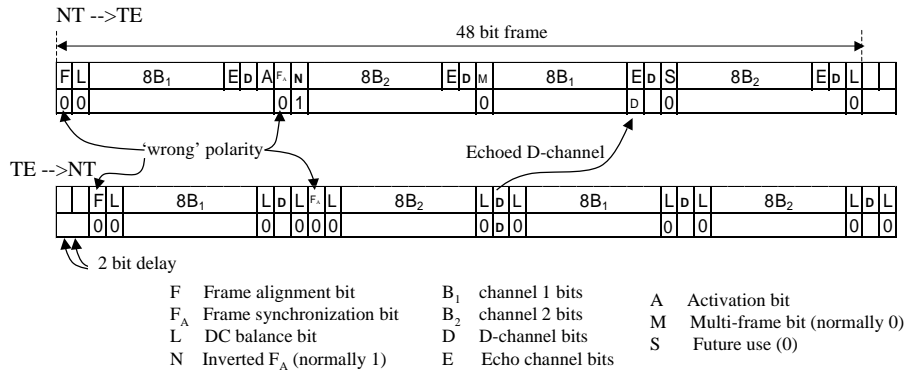 NT -->TE
48 bit frame
F L 8B1 E D A FA N 8B2 E D M 8B1 E D S 8B2 E D L
0 0 0 1 0 D 0 0
'wrong' polarity
Echoed D-channel
TE -->NT
F L 8B1 L D L FA L 8B2 L D L 8B1 L D L 8B2 L D L
0 0 0 0 0 0 0 D 0 0 0 0 0
2 bit delay
F Frame alignment bit
FA Frame synchronization bit
L DC balance bit
N Inverted FA (normally 1)
B1 channel 1 bits
B2 channel 2 bits
D D-channel bits
E Echo channel bits
A Activation bit
M Multi-frame bit (normally 0)
S Future use (0)